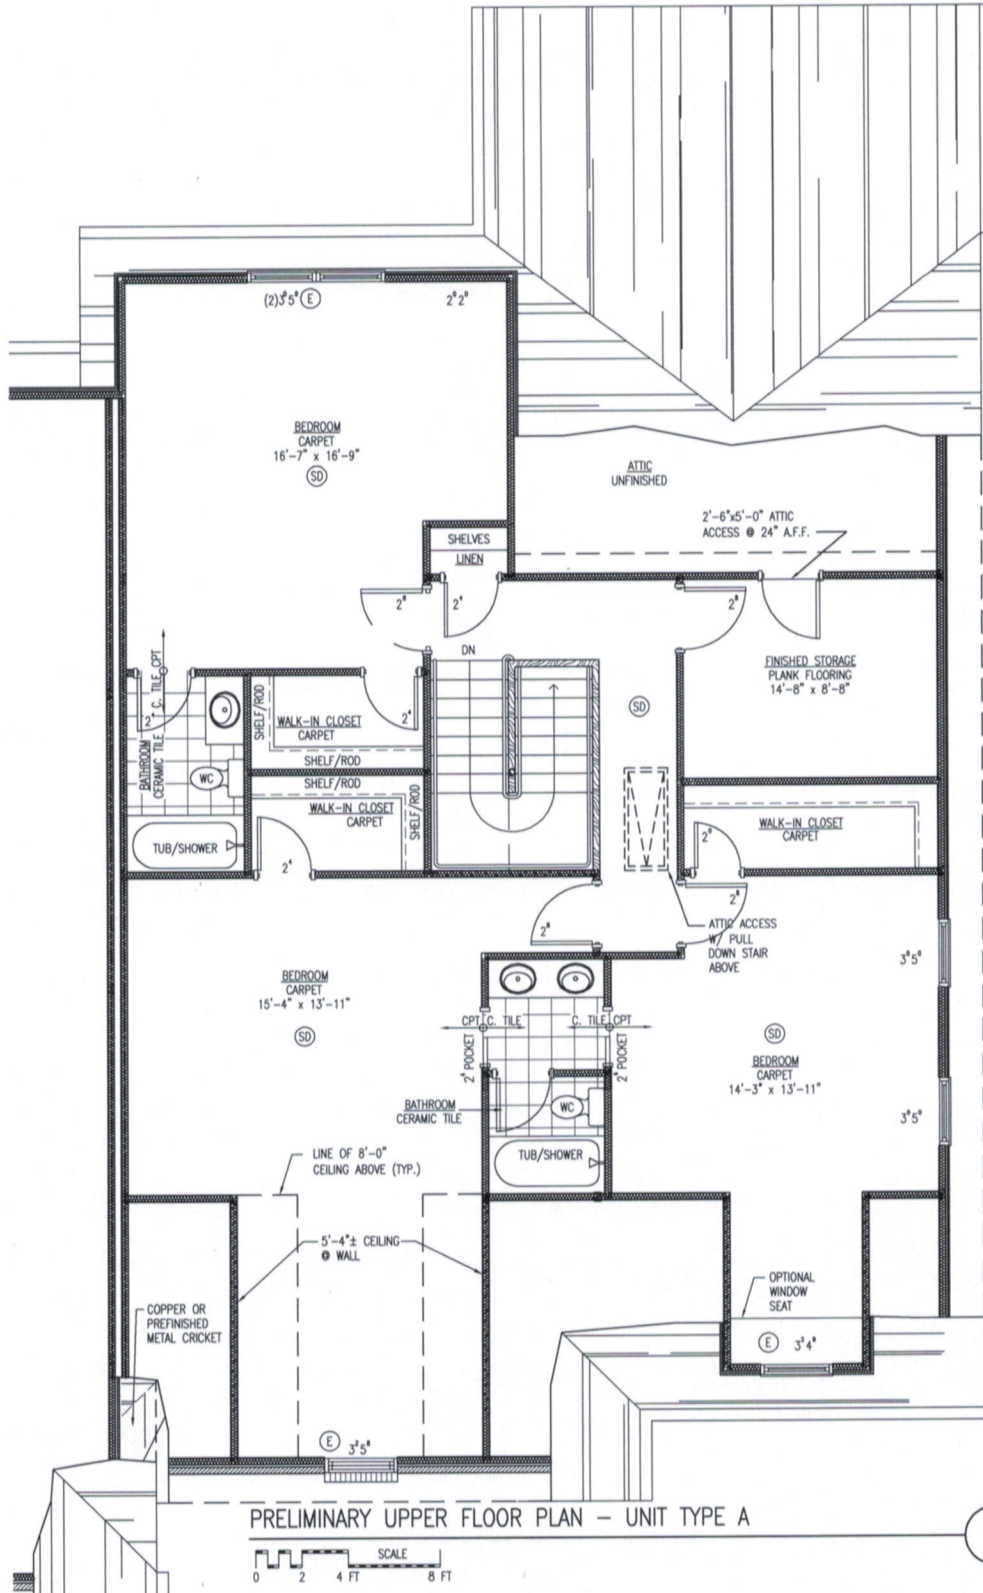 (2)3⁰5⁸ E
2⁶2⁰
BEDROOM
CARPET
16'-7" x 16'-9"
SD
ATTIC
UNFINISHED
2'-6"x5'-0" ATTIC
ACCESS @ 24" A.F.F.
SHELVES
LINEN
2⁸
2⁴
2⁸
DN
FINISHED STORAGE
PLANK FLOORING
14'-8" x 8'-8"
SD
C. TILE CPT
2⁴
BATHROOM
CERAMIC TILE
SHELF/ROD
WALK-IN CLOSET
CARPET
2⁴
SHELF/ROD
SHELF/ROD
WC
WALK-IN CLOSET
CARPET
SHELF/ROD
TUB/SHOWER
2⁴
WALK-IN CLOSET
CARPET
2⁰
2⁸
2⁸
ATTIC ACCESS
W/ PULL
DOWN STAIR
ABOVE
3⁰5⁰
BEDROOM
CARPET
15'-4" x 13'-11"
SD
CPT C. TILE
C. TILE CPT
2⁴ POCKET
2⁴ POCKET
SD
BEDROOM
CARPET
14'-3" x 13'-11"
3⁰5⁰
BATHROOM
CERAMIC TILE
WC
TUB/SHOWER
LINE OF 8'-0"
CEILING ABOVE (TYP.)
5'-4"± CEILING
@ WALL
COPPER OR
PREFINISHED
METAL CRICKET
OPTIONAL
WINDOW
SEAT
E 3²4⁹
E 3²5⁸
PRELIMINARY UPPER FLOOR PLAN – UNIT TYPE A
SCALE
0 2 4 FT 8 FT